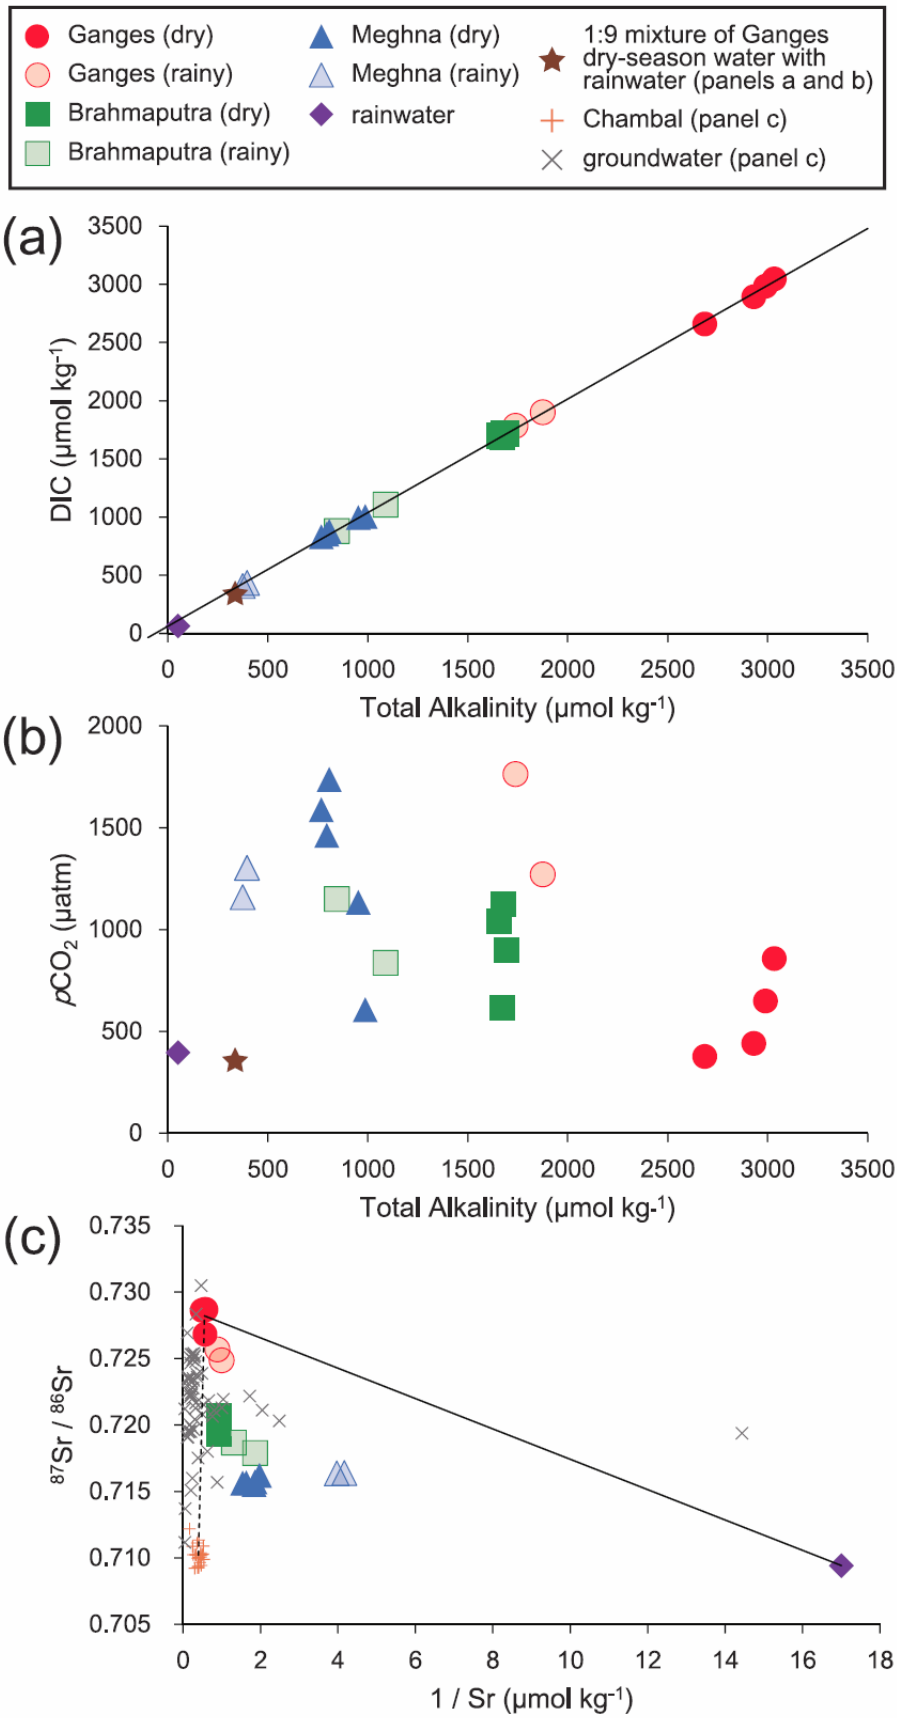 Ganges (dry)
Ganges (rainy)
Brahmaputra (dry)
Brahmaputra (rainy)
Meghna (dry)
Meghna (rainy)
rainwater
1:9 mixture of Ganges
dry-season water with
rainwater (panels a and b)
Chambal (panel c)
groundwater (panel c)
(a)
3500
3000
2500
2000
1500
1000
500
0
DIC (μmol kg⁻¹)
0 500 1000 1500 2000 2500 3000 3500
Total Alkalinity (μmol kg⁻¹)
(b)
2000
1500
1000
500
0
pCO₂ (μatm)
0 500 1000 1500 2000 2500 3000 3500
Total Alkalinity (μmol kg⁻¹)
(c)
0.735
0.730
0.725
0.720
0.715
0.710
0.705
⁸⁷Sr / ⁸⁶Sr
0 2 4 6 8 10 12 14 16 18
1 / Sr (μmol kg⁻¹)